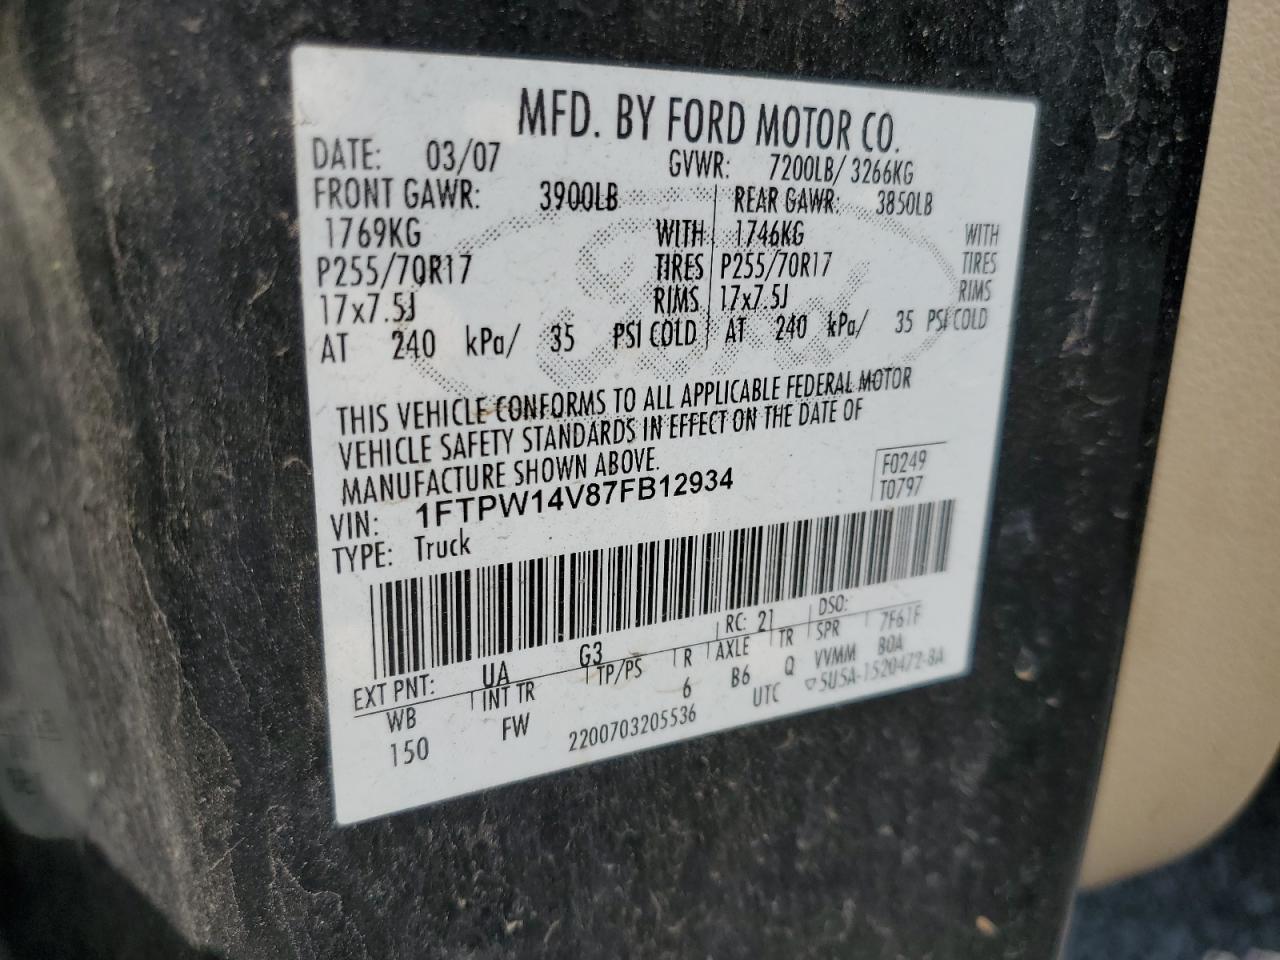 MFD. BY FORD MOTOR CO.
DATE: 03/07 GVWR: 7200LB/ 3266KG
FRONT GAWR: 3900LB REAR GAWR: 3850LB
1769KG WITH 1746KG WITH
P255/70R17 TIRES P255/70R17 TIRES
17x7.5J RIMS 17x7.5J RIMS
AT 240 kPa/ 35 PSI COLD AT 240 kPa/ 35 PSI COLD
THIS VEHICLE CONFORMS TO ALL APPLICABLE FEDERAL MOTOR
VEHICLE SAFETY STANDARDS IN EFFECT ON THE DATE OF
MANUFACTURE SHOWN ABOVE.
VIN: 1FTPW14V87FB12934 F0249
TYPE: Truck T0797
EXT PNT: UA G3 RC: 21 DSO:
WB INT TR TP/PS R AXLE TR SPR 7F61F
150 FW 6 B6 Q VVMM 80A
2200703205536 UTC ▽5U5A-1520472-BA